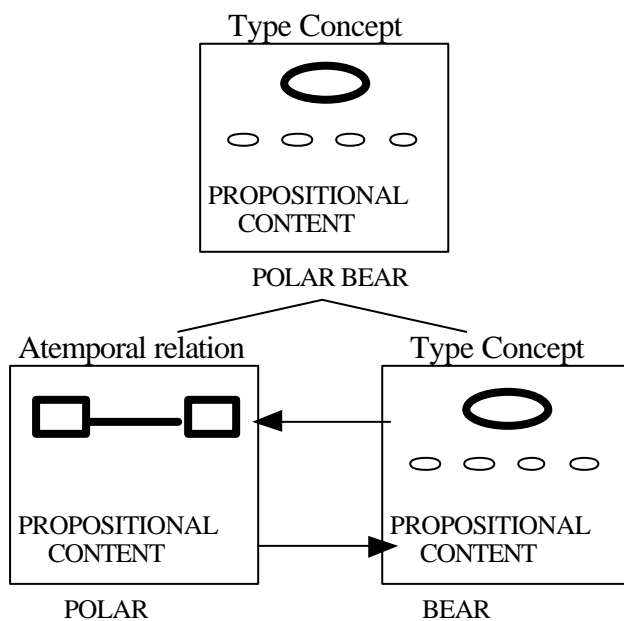 Type Concept
PROPOSITIONAL
CONTENT
POLAR BEAR
Atemporal relation
PROPOSITIONAL
CONTENT
POLAR
Type Concept
PROPOSITIONAL
CONTENT
BEAR